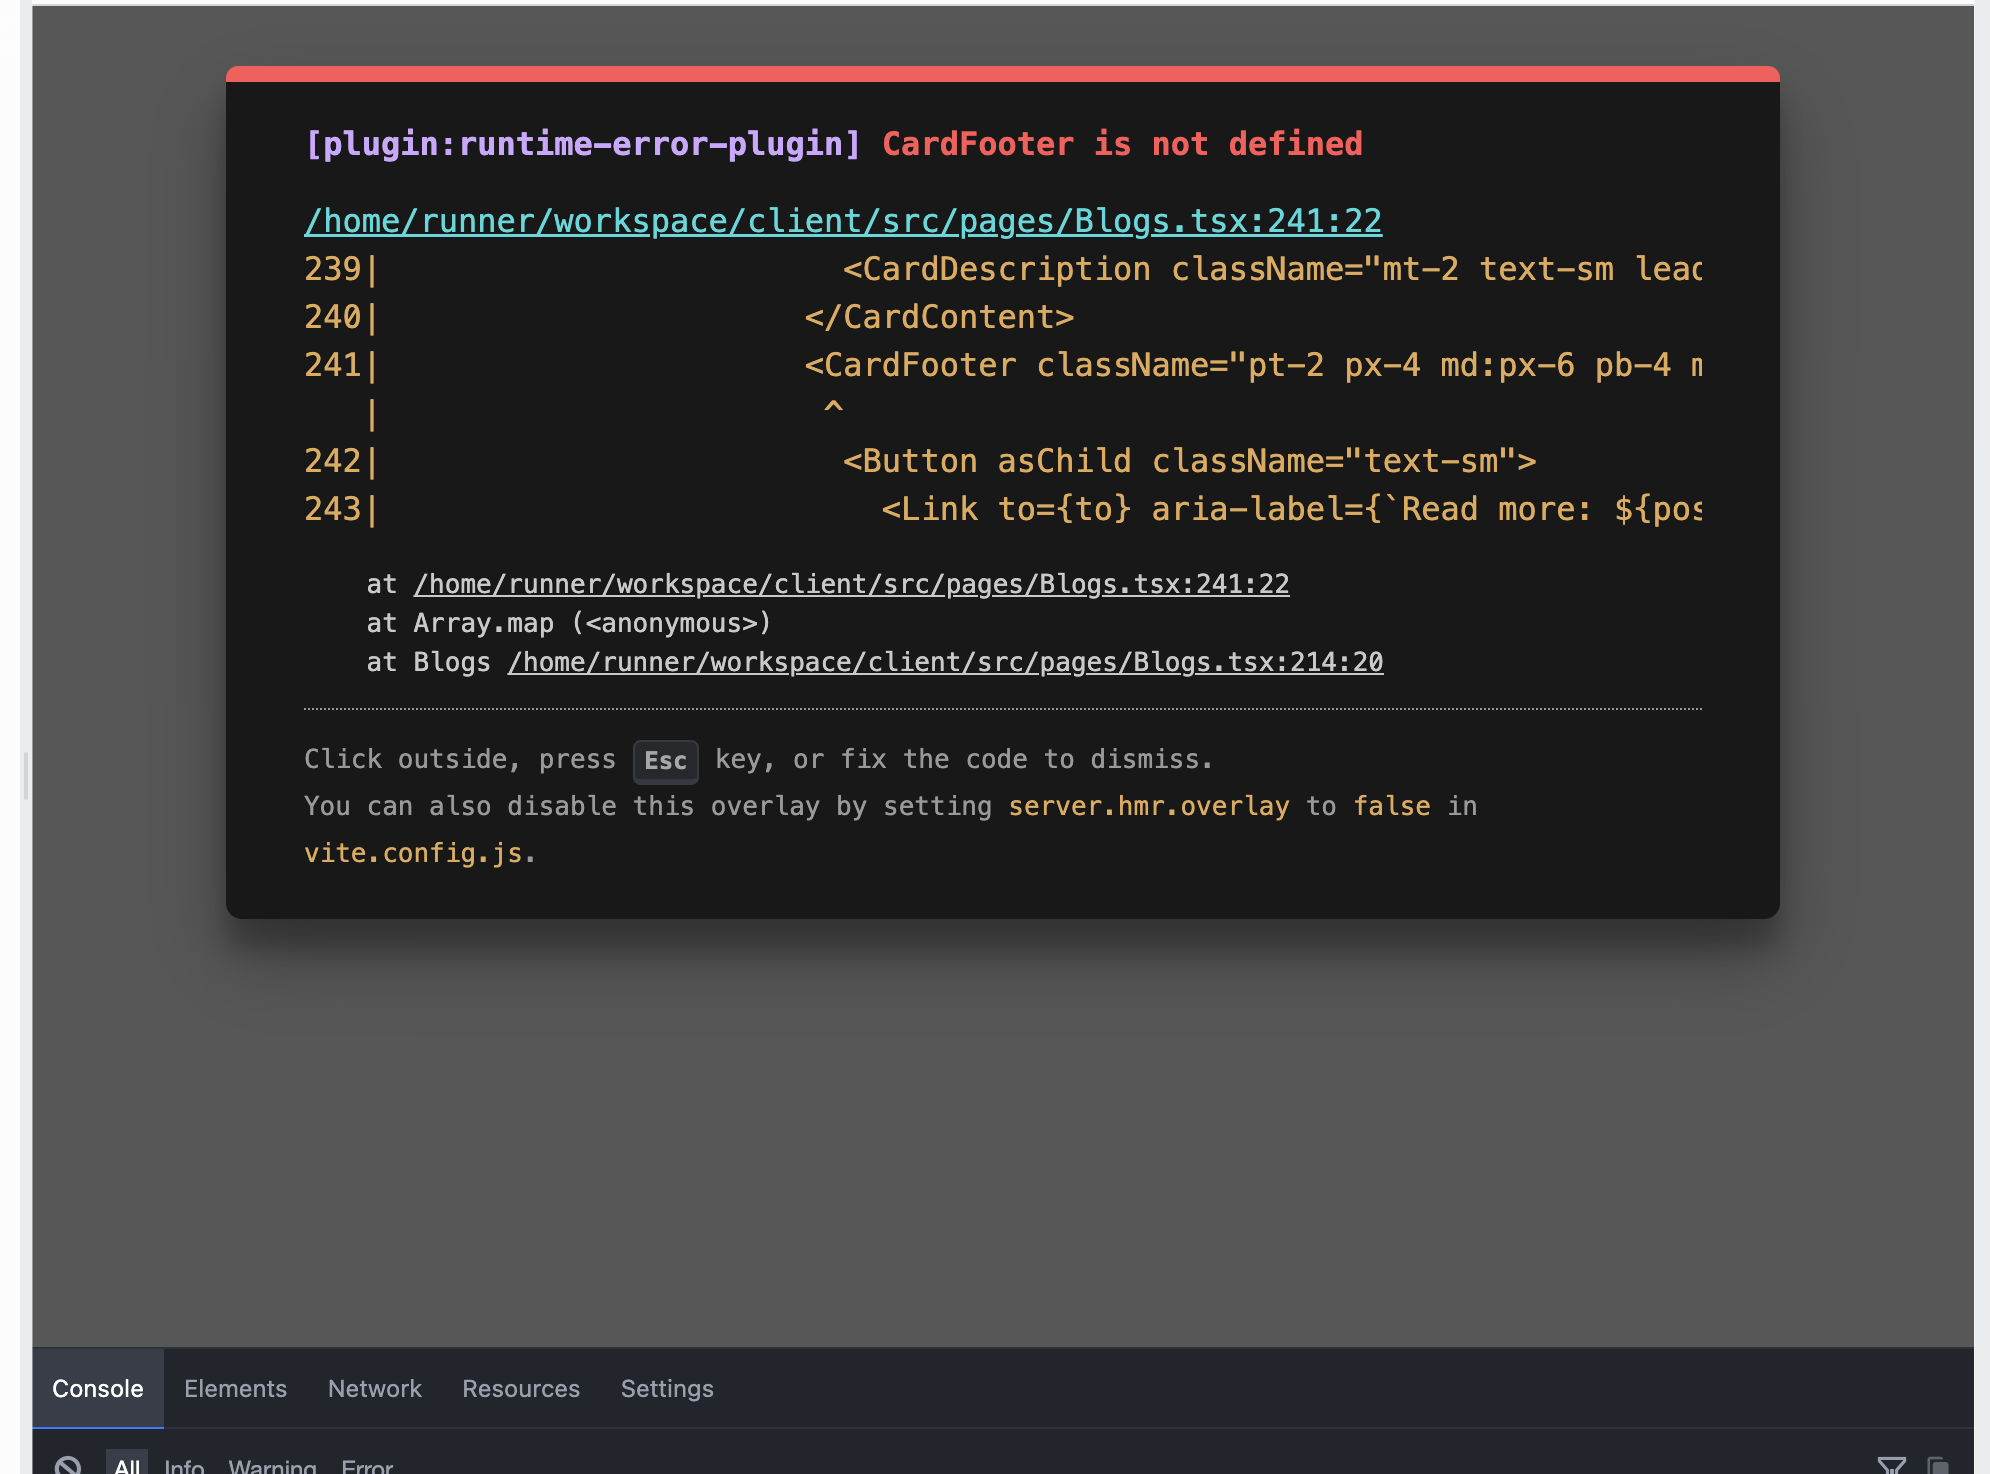 [plugin:runtime-error-plugin] CardFooter is not defined
/home/runner/workspace/client/src/pages/Blogs.tsx:241:22
239|                        <CardDescription className="mt-2 text-sm lead
240|                      </CardContent>
241|                      <CardFooter className="pt-2 px-4 md:px-6 pb-4 m
   |                       ^
242|                        <Button asChild className="text-sm">
243|                          <Link to={to} aria-label={`Read more: ${pos
    at /home/runner/workspace/client/src/pages/Blogs.tsx:241:22
    at Array.map (<anonymous>)
    at Blogs /home/runner/workspace/client/src/pages/Blogs.tsx:214:20
Click outside, press Esc key, or fix the code to dismiss.
You can also disable this overlay by setting server.hmr.overlay to false in
vite.config.js.
Console Elements Network Resources Settings
All Info Warning Error